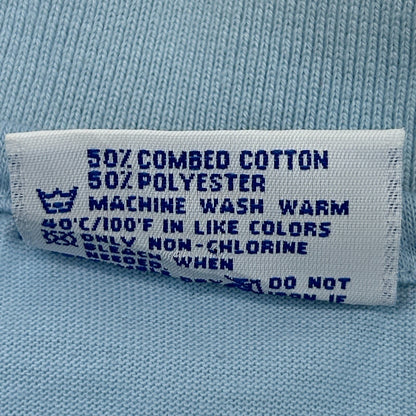 50% COMBED COTTON
50% POLYESTER
MACHINE WASH WARM
40°C/100°F IN LIKE COLORS
ONLY NON-CHLORINE
WHEN
DO NOT
IF